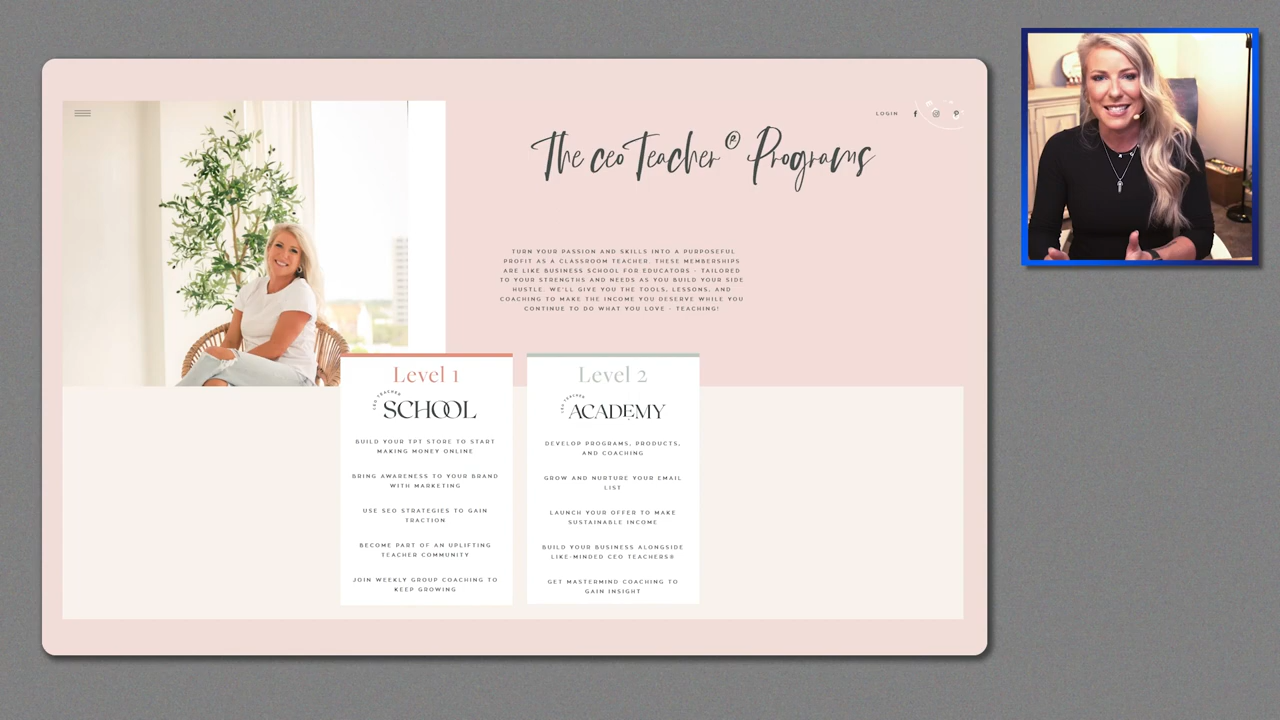 LOGIN
The ceo Teacher® Programs
TURN YOUR PASSION AND SKILLS INTO A PURPOSEFUL
PROFIT AS A CLASSROOM TEACHER. THESE MEMBERSHIPS
ARE LIKE BUSINESS SCHOOL FOR EDUCATORS - TAILORED
TO YOUR STRENGTHS AND NEEDS AS YOU BUILD YOUR SIDE
HUSTLE. WE'LL GIVE YOU THE TOOLS, LESSONS, AND
COACHING TO MAKE THE INCOME YOU DESERVE WHILE YOU
CONTINUE TO DO WHAT YOU LOVE - TEACHING!
Level 1
CEO TEACHER
SCHOOL
BUILD YOUR TPT STORE TO START
MAKING MONEY ONLINE
BRING AWARENESS TO YOUR BRAND
WITH MARKETING
USE SEO STRATEGIES TO GAIN
TRACTION
BECOME PART OF AN UPLIFTING
TEACHER COMMUNITY
JOIN WEEKLY GROUP COACHING TO
KEEP GROWING
Level 2
CEO TEACHER
ACADEMY
DEVELOP PROGRAMS, PRODUCTS,
AND COACHING
GROW AND NURTURE YOUR EMAIL
LIST
LAUNCH YOUR OFFER TO MAKE
SUSTAINABLE INCOME
BUILD YOUR BUSINESS ALONGSIDE
LIKE-MINDED CEO TEACHERS®
GET MASTERMIND COACHING TO
GAIN INSIGHT